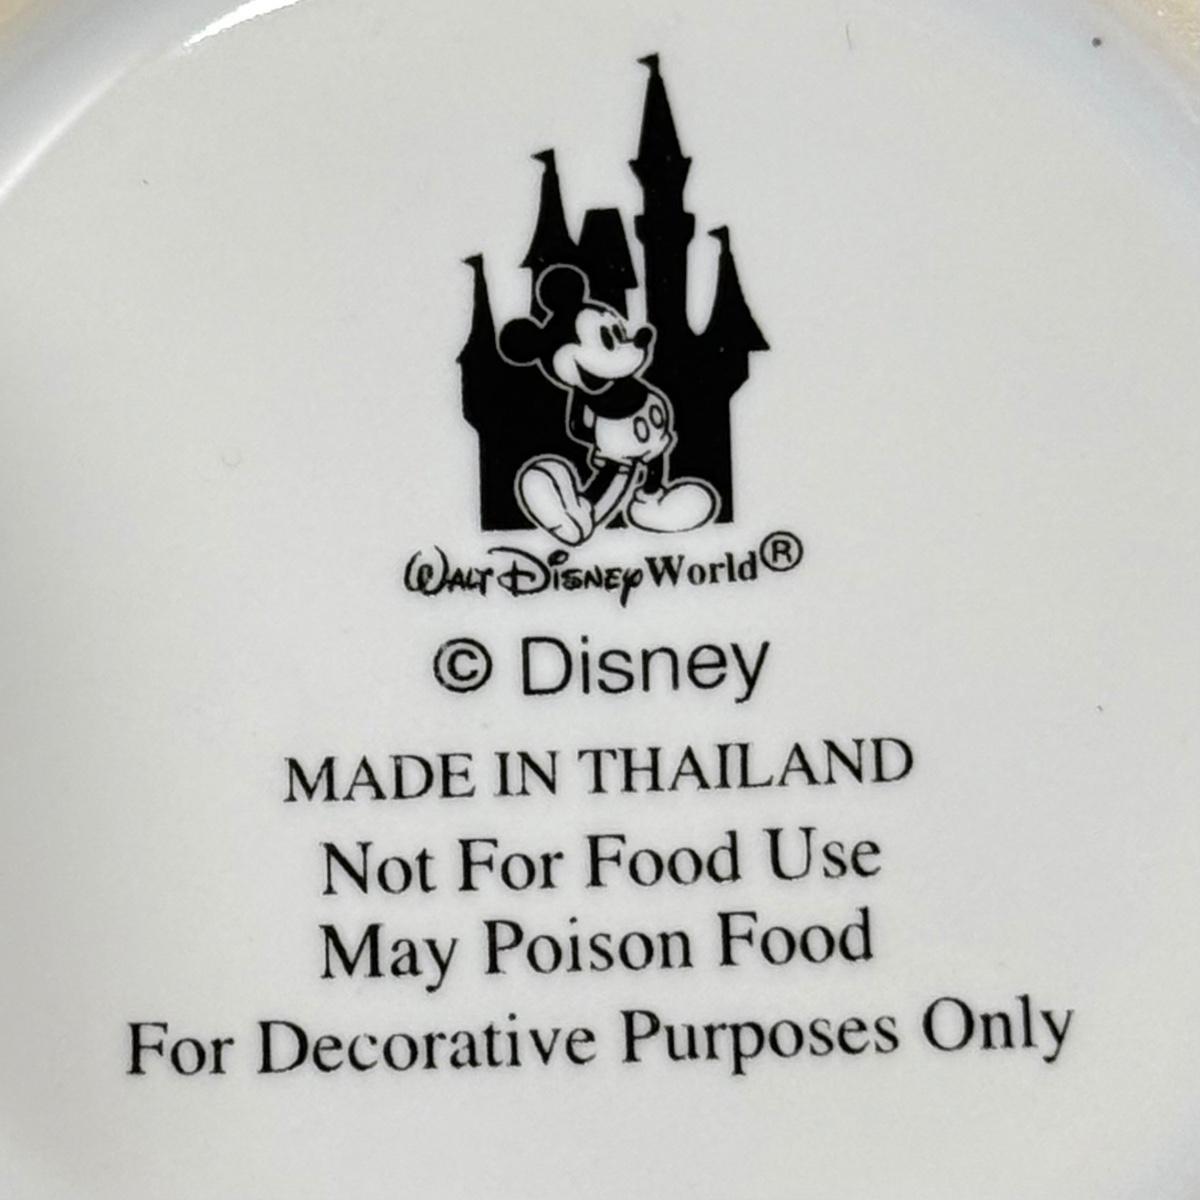 WALT DISNEY World®
© Disney
MADE IN THAILAND
Not For Food Use
May Poison Food
For Decorative Purposes Only